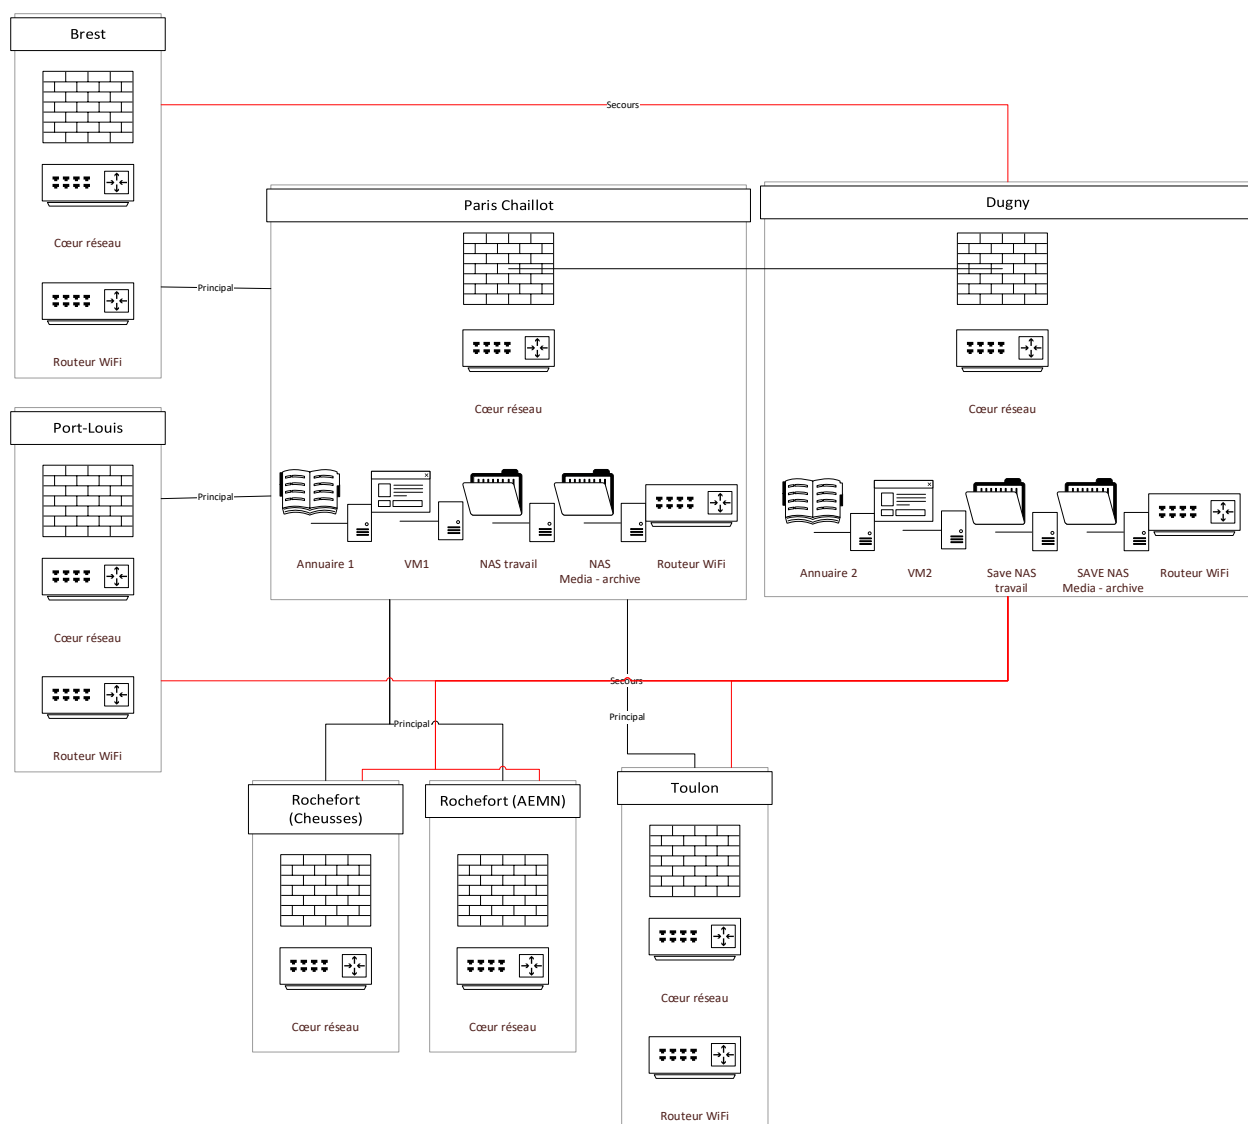 Brest
Secours
Paris Chaillot
Dugny
Cœur réseau
Principal
Routeur WiFi
Cœur réseau
Cœur réseau
Port-Louis
Principal
Annuaire 1
VM1
NAS travail
NAS
Media - archive
Routeur WiFi
Annuaire 2
VM2
Save NAS
travail
SAVE NAS
Media - archive
Routeur WiFi
Cœur réseau
Secours
Principal
Principal
Routeur WiFi
Rochefort
(Cheusses)
Rochefort (AEMN)
Toulon
Cœur réseau
Cœur réseau
Cœur réseau
Routeur WiFi